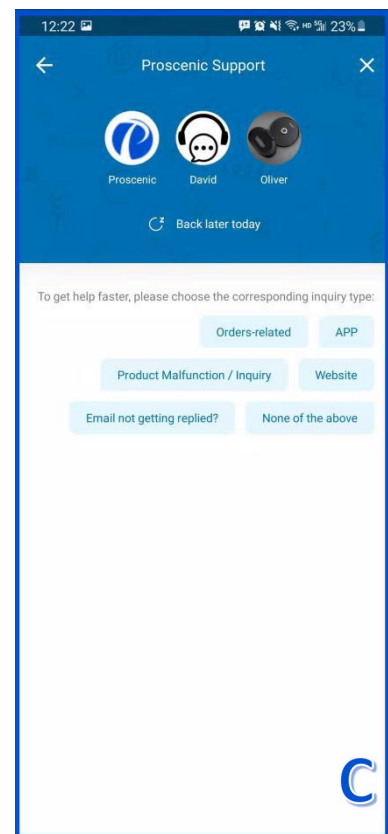 12:22 HD 5G 23%
Proscenic Support
Proscenic David Oliver
Back later today
To get help faster, please choose the corresponding inquiry type:
Orders-related APP
Product Malfunction / Inquiry Website
Email not getting replied? None of the above
C